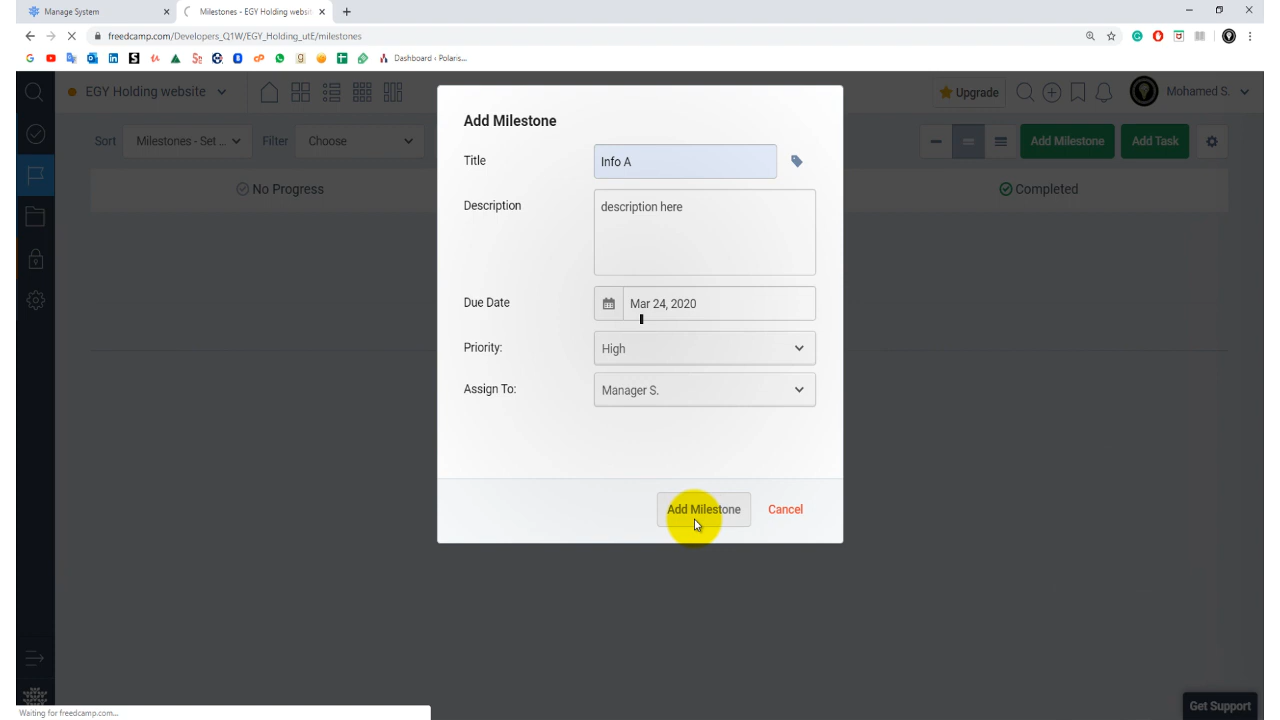 Manage System
Milestones - EGY Holding websit
freedcamp.com/Developers_Q1W/EGY_Holding_utE/milestones
Dashboard ‹ Polaris...
EGY Holding website
Upgrade
Mohamed S.
Sort
Milestones - Set ...
Filter
Choose
Add Milestone
Add Task
No Progress
Completed
Add Milestone
Title
Info A
Description
description here
Due Date
Mar 24, 2020
Priority:
High
Assign To:
Manager S.
Add Milestone
Cancel
Get Support
Waiting for freedcamp.com...